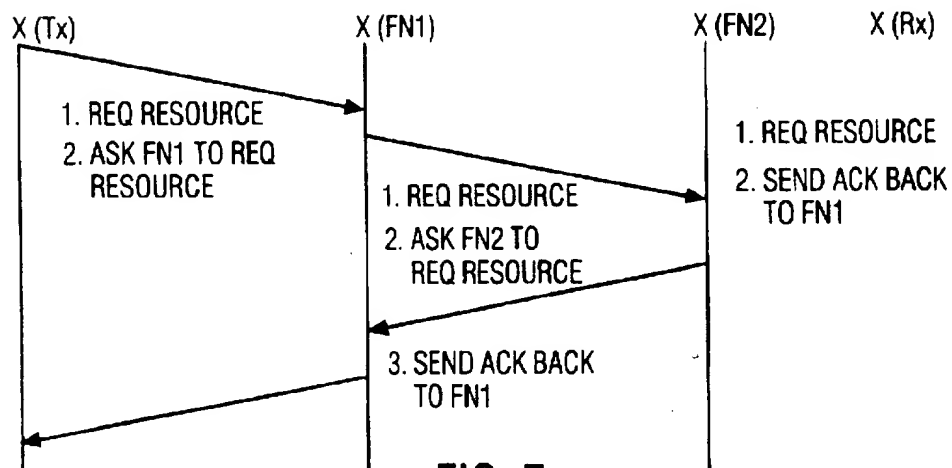 X (Tx)
X (FN1)
X (FN2)
X (Rx)
1. REQ RESOURCE
2. ASK FN1 TO REQ
RESOURCE
1. REQ RESOURCE
2. ASK FN2 TO
REQ RESOURCE
3. SEND ACK BACK
TO FN1
1. REQ RESOURCE
2. SEND ACK BACK
TO FN1